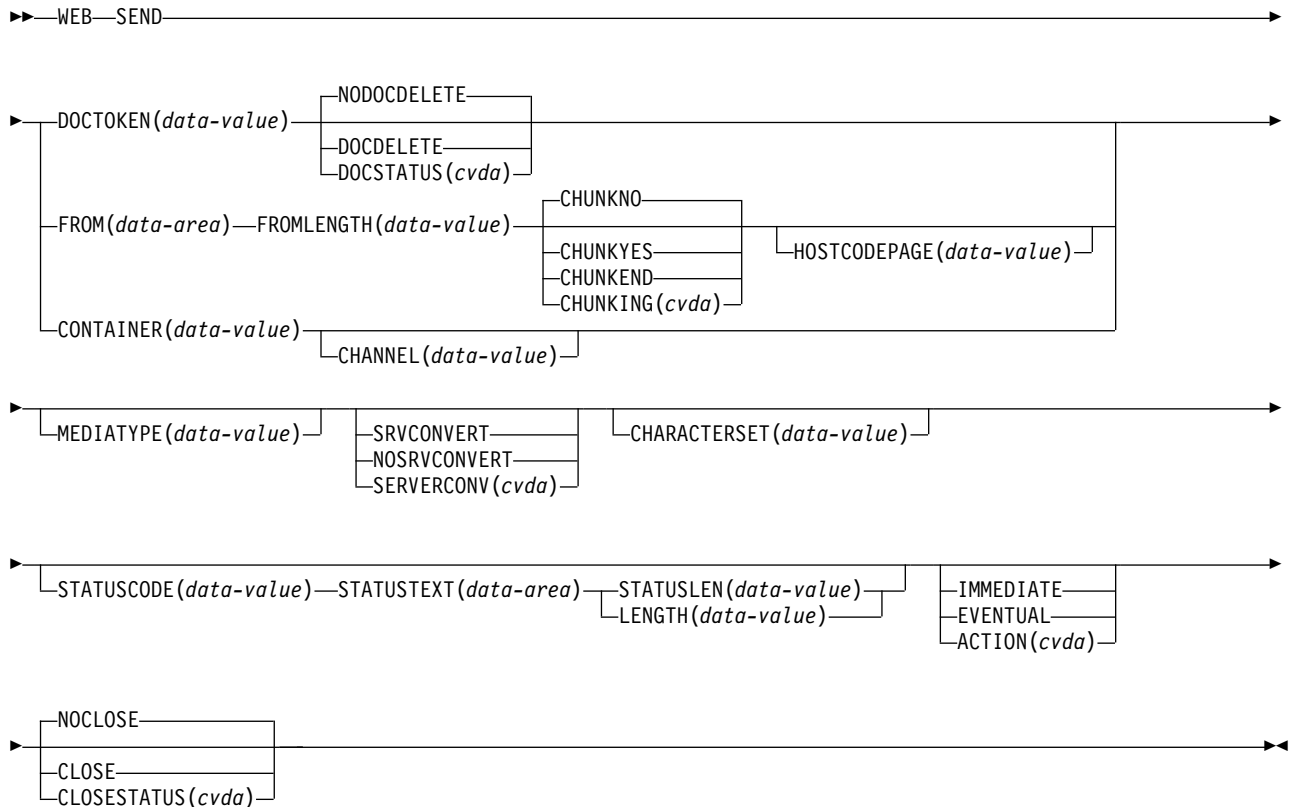 WEB SEND
NODOCDELETE
DOCTOKEN(data-value)
DOCDELETE
DOCSTATUS(cvda)
CHUNKNO
FROM(data-area) FROMLENGTH(data-value)
CHUNKYES HOSTCODEPAGE(data-value)
CHUNKEND
CHUNKING(cvda)
CONTAINER(data-value)
CHANNEL(data-value)
MEDIATYPE(data-value) SRVCONVERT CHARACTERSET(data-value)
NOSRVCONVERT
SERVERCONV(cvda)
STATUSCODE(data-value) STATUSTEXT(data-area) STATUSLEN(data-value) IMMEDIATE
LENGTH(data-value) EVENTUAL
ACTION(cvda)
NOCLOSE
CLOSE
CLOSESTATUS(cvda)